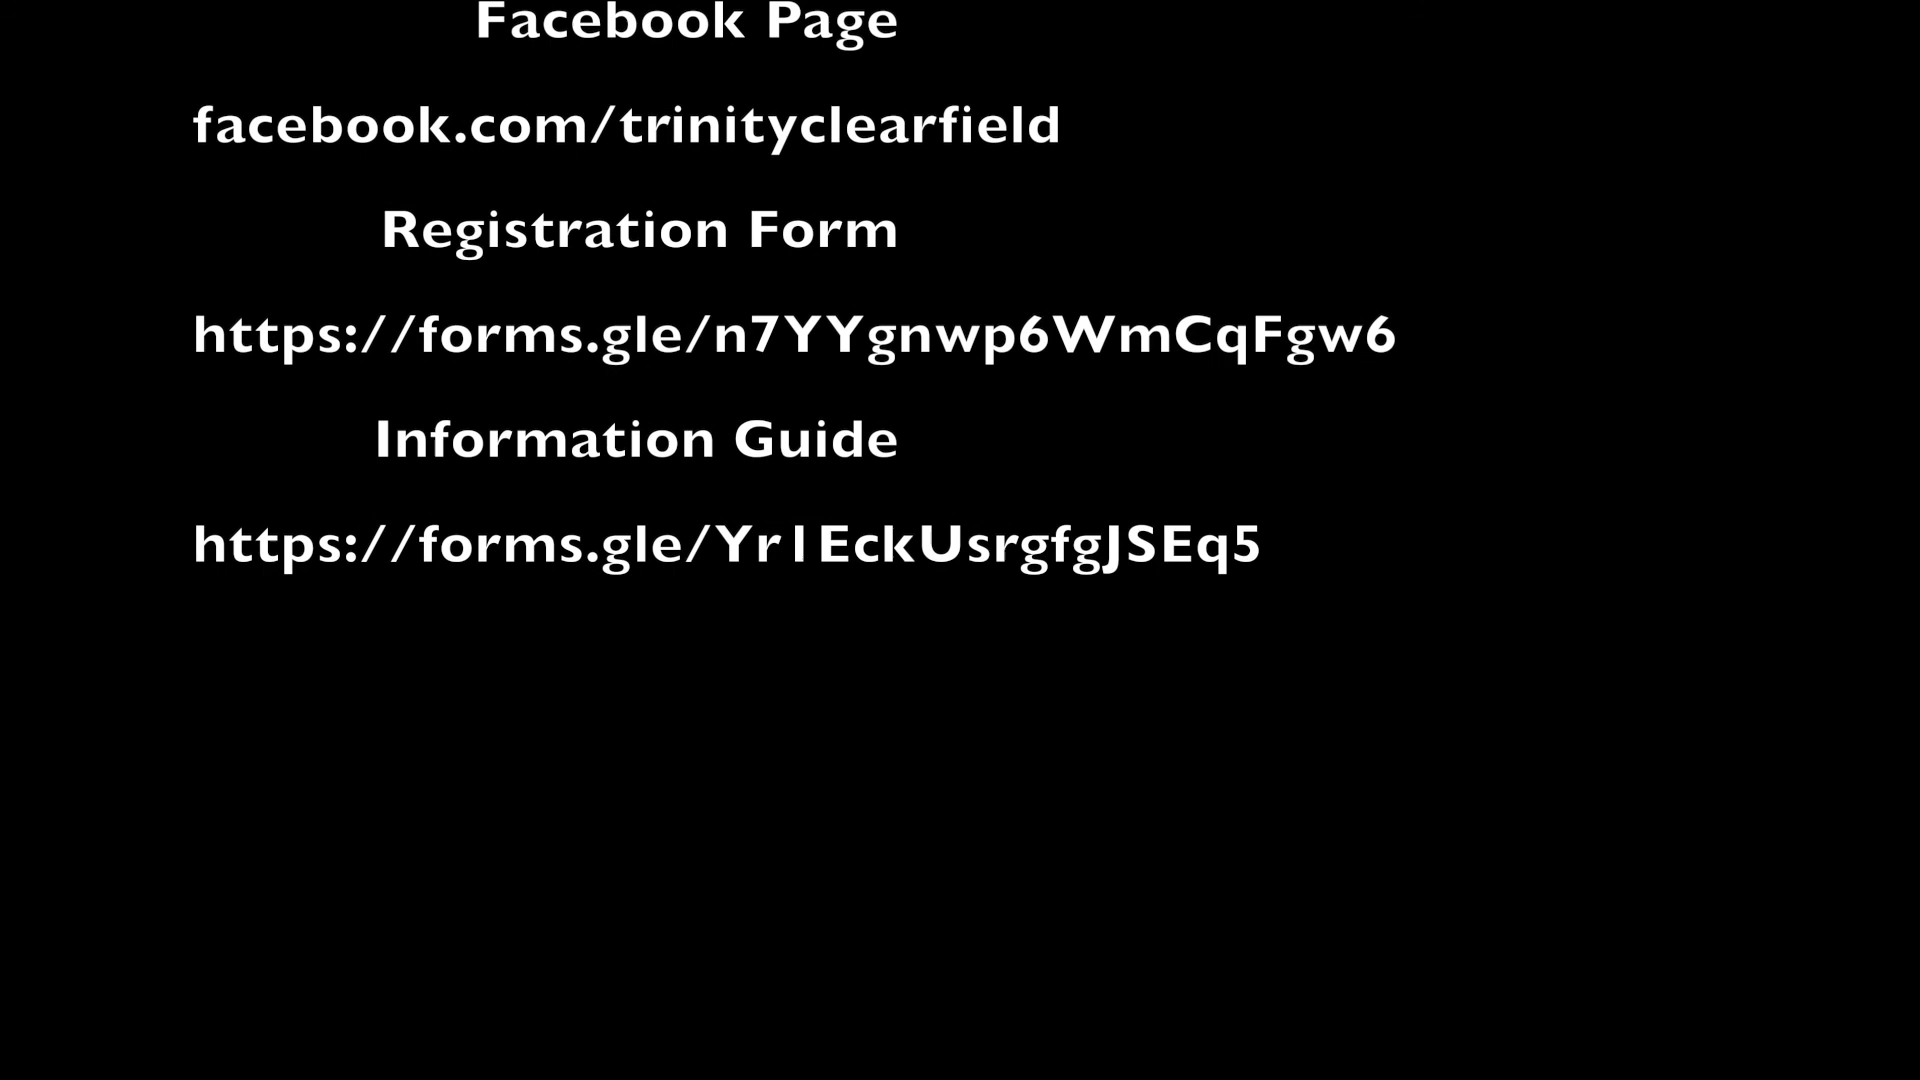 Facebook Page
facebook.com/trinityclearfield
Registration Form
https://forms.gle/n7YYgnwp6WmCqFgw6
Information Guide
https://forms.gle/Yr1EckUsrgfgJSEq5